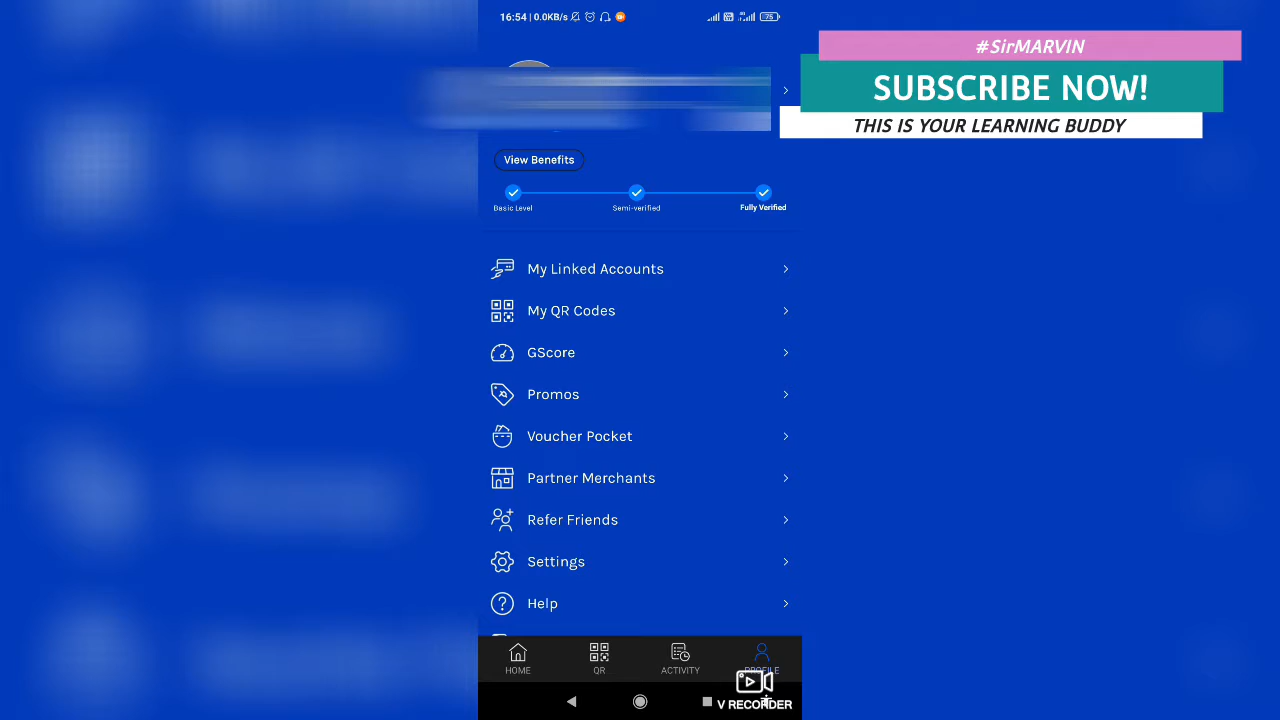 16:54 | 0.0KB/s
75
#SirMARVIN
SUBSCRIBE NOW!
THIS IS YOUR LEARNING BUDDY
View Benefits
Basic Level
Semi-verified
Fully Verified
My Linked Accounts
My QR Codes
GScore
Promos
Voucher Pocket
Partner Merchants
Refer Friends
Settings
Help
HOME
QR
ACTIVITY
PROFILE
V RECORDER